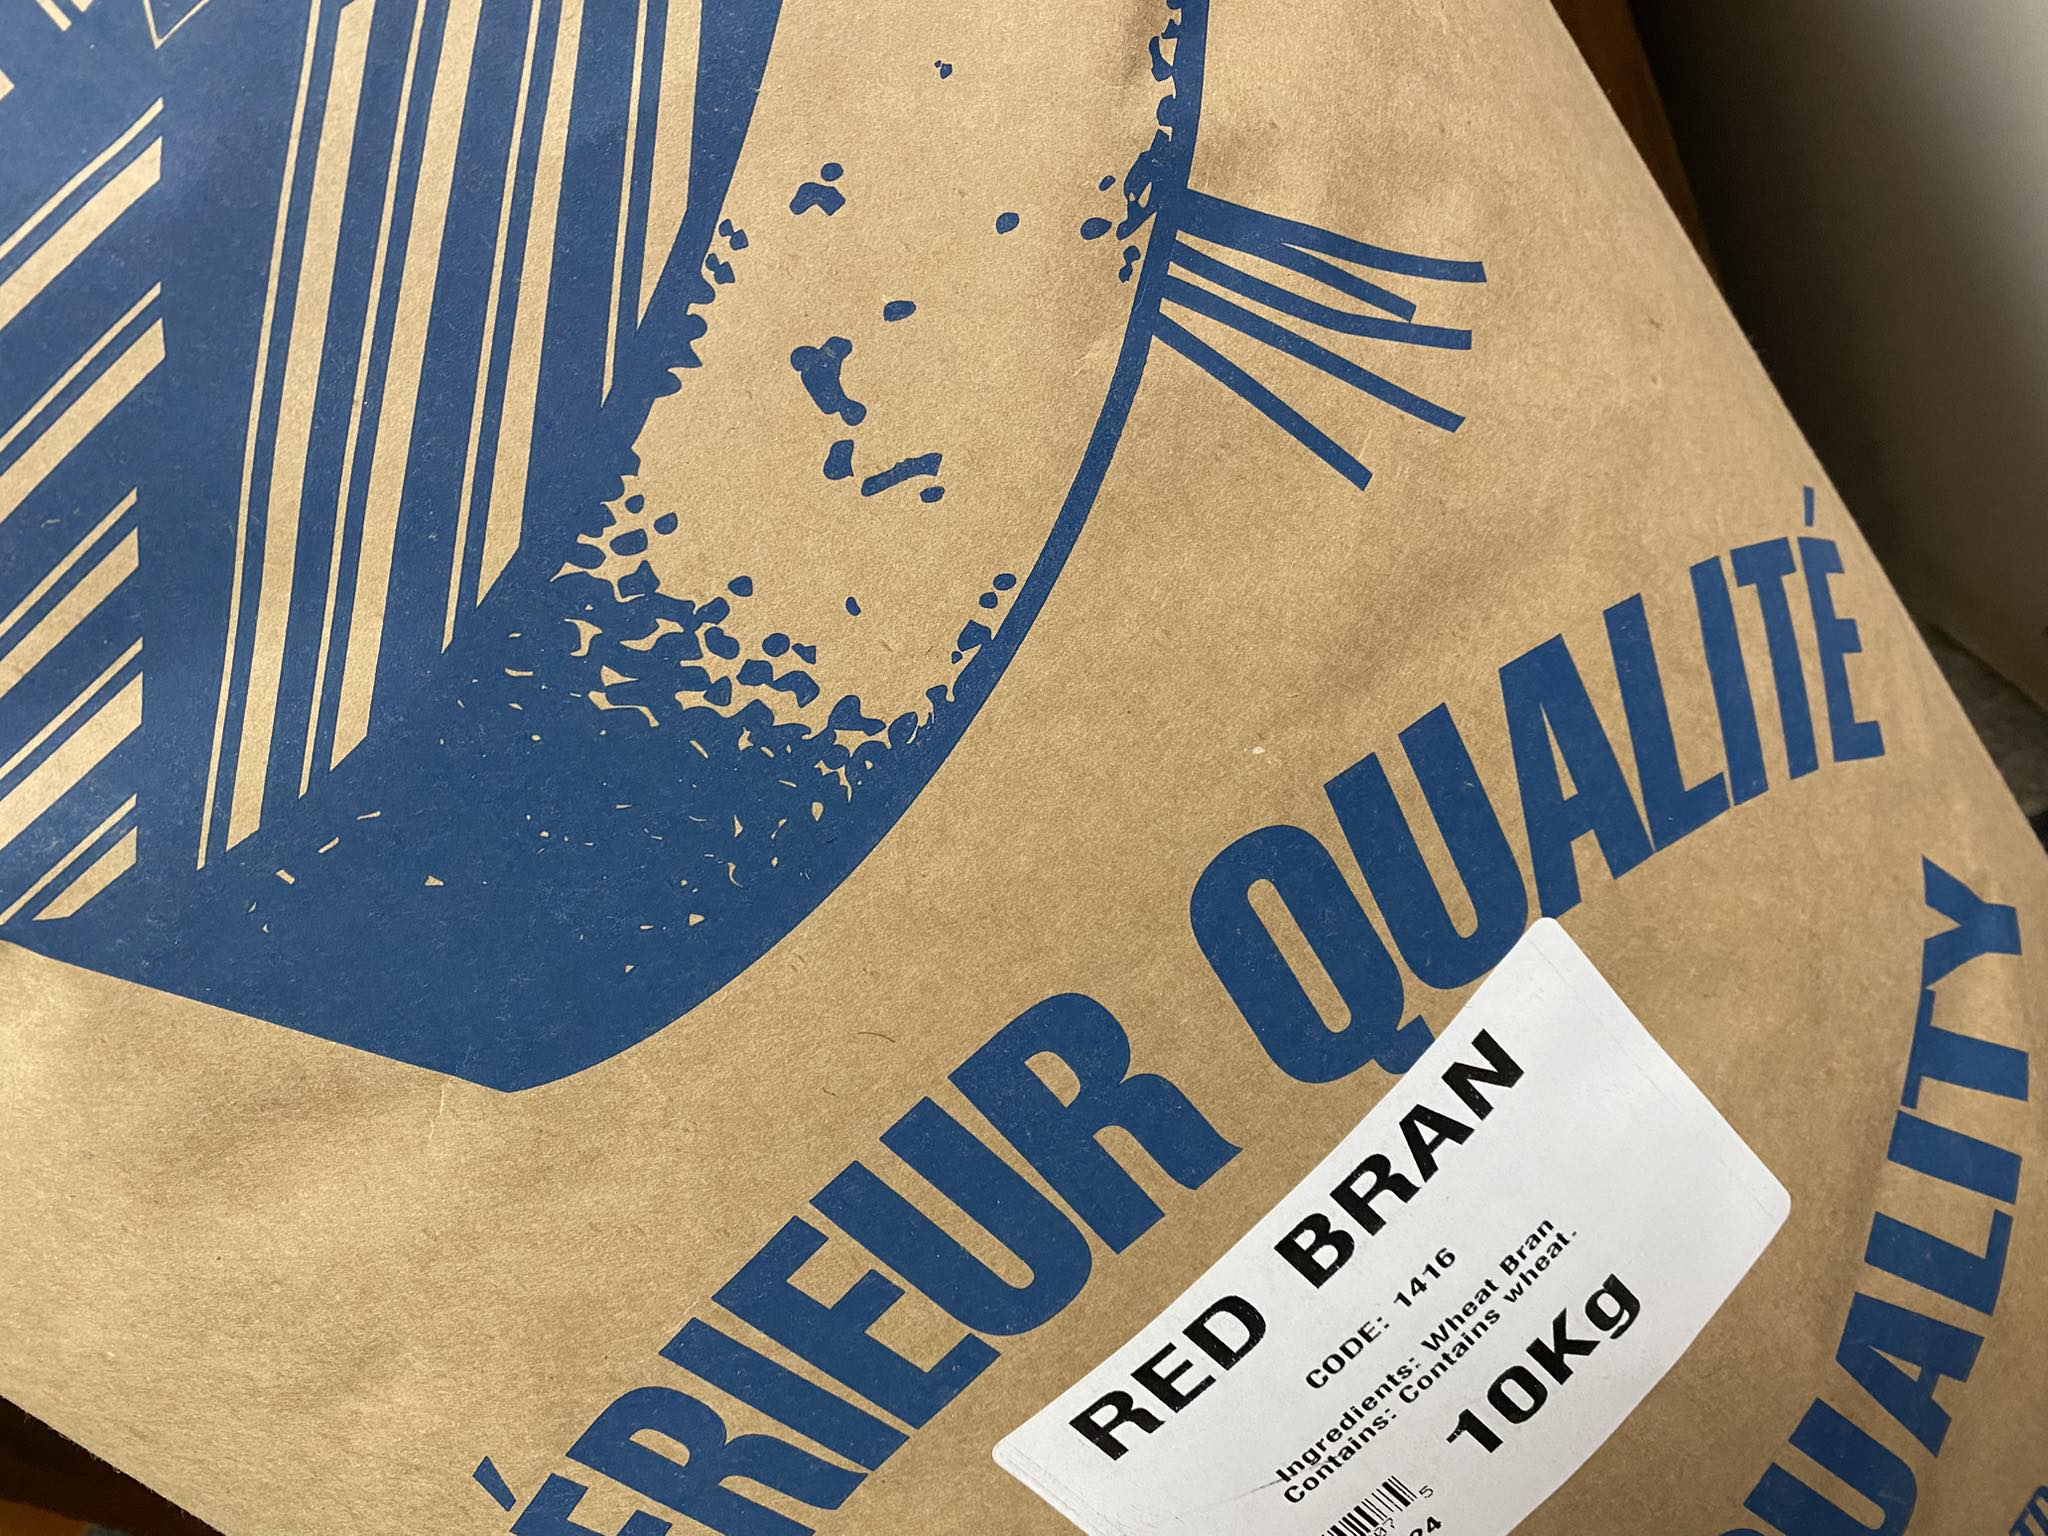 ÉRIEUR QUALITÉ
QUALITY
RED BRAN
CODE: 1416
Ingredients: Wheat Bran
Contains: Contains wheat.
10Kg